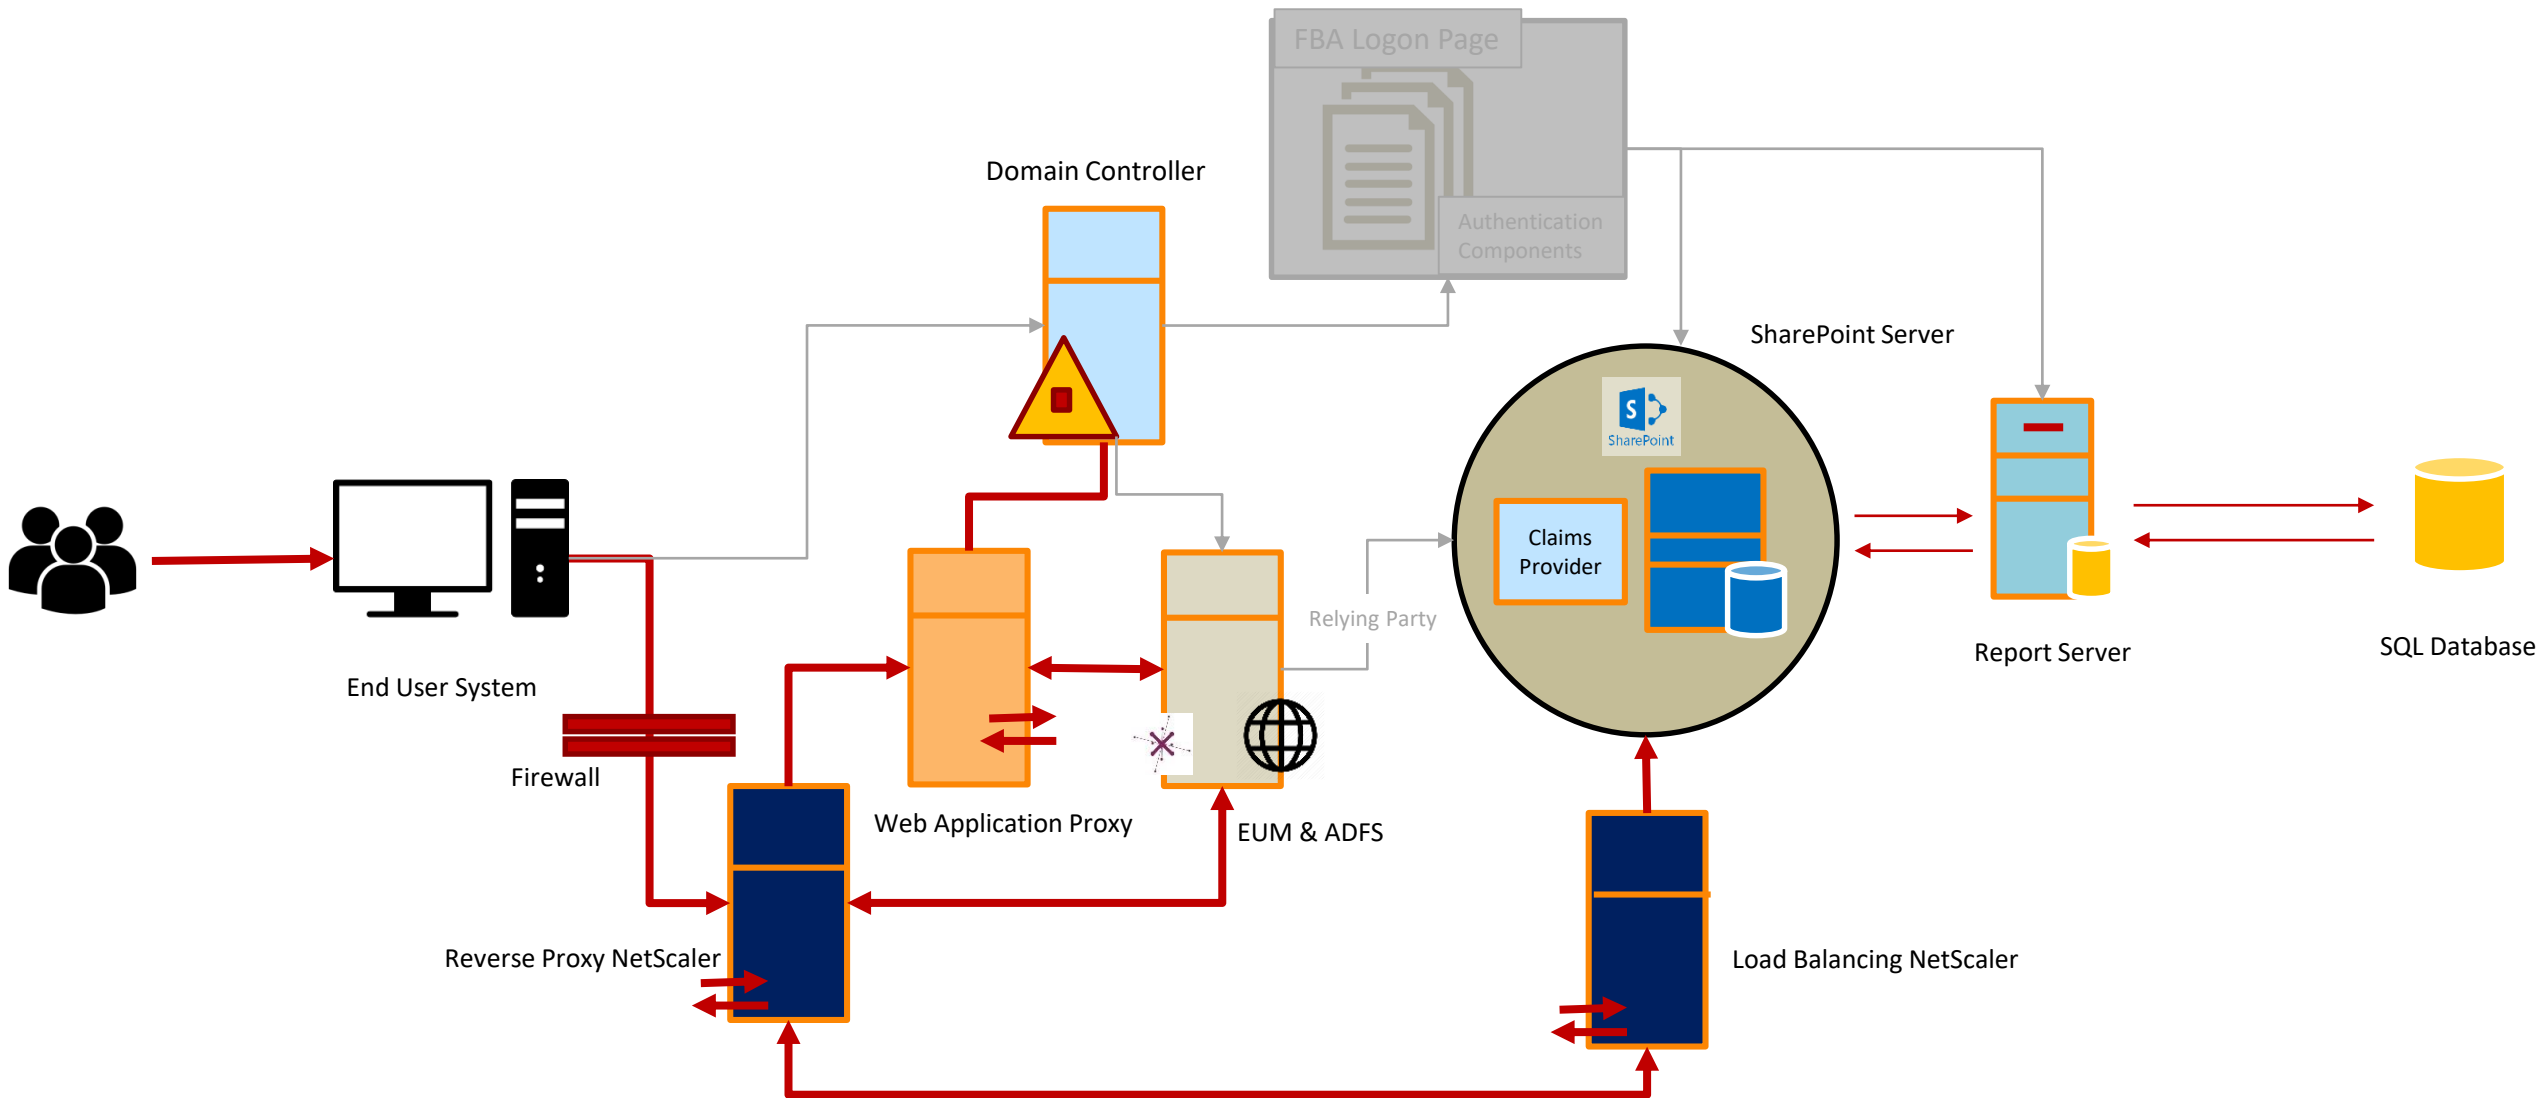 FBA Logon Page
Authentication
Components
Domain Controller
SharePoint Server
S
SharePoint
Claims
Provider
Relying Party
Report Server
SQL Database
End User System
Firewall
Web Application Proxy
EUM & ADFS
Reverse Proxy NetScaler
Load Balancing NetScaler